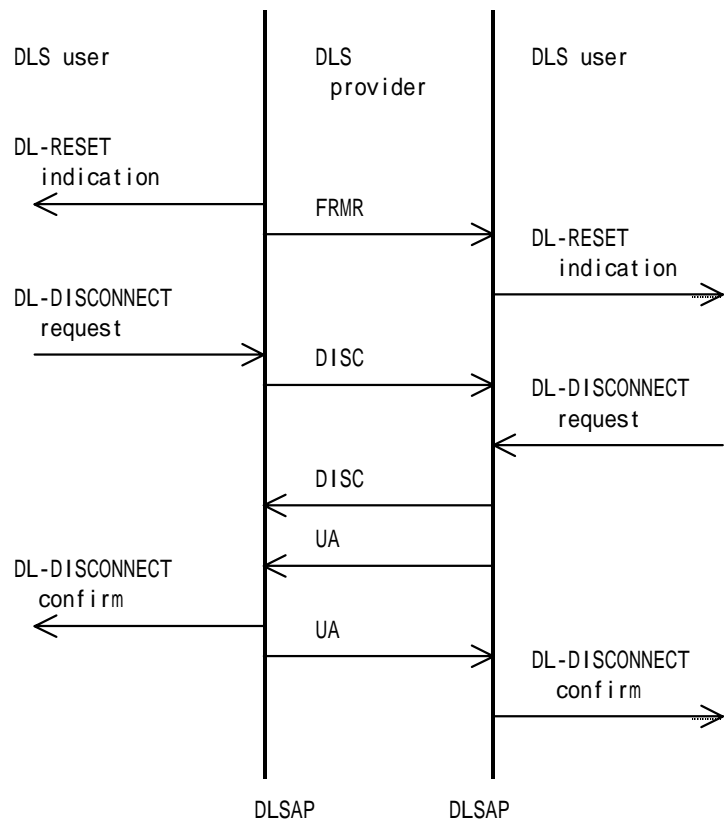 DLS user
DLS
provider
DLS user
DL-RESET
indication
FRMR
DL-RESET
indication
DL-DISCONNECT
request
DISC
DL-DISCONNECT
request
DISC
UA
DL-DISCONNECT
confirm
UA
DL-DISCONNECT
confirm
DLSAP
DLSAP